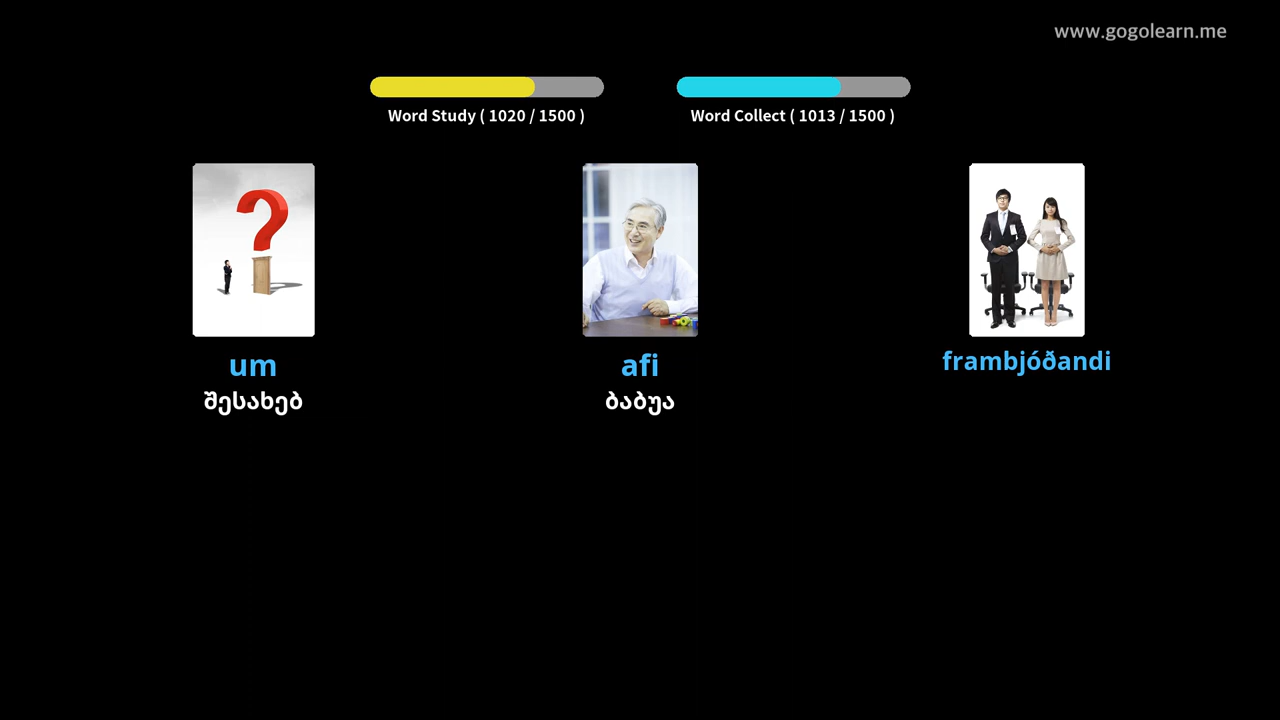 www.gogolearn.me
Word Study ( 1020 / 1500 )
Word Collect ( 1013 / 1500 )
um
შესახებ
afi
ბაბუა
frambjóðandi